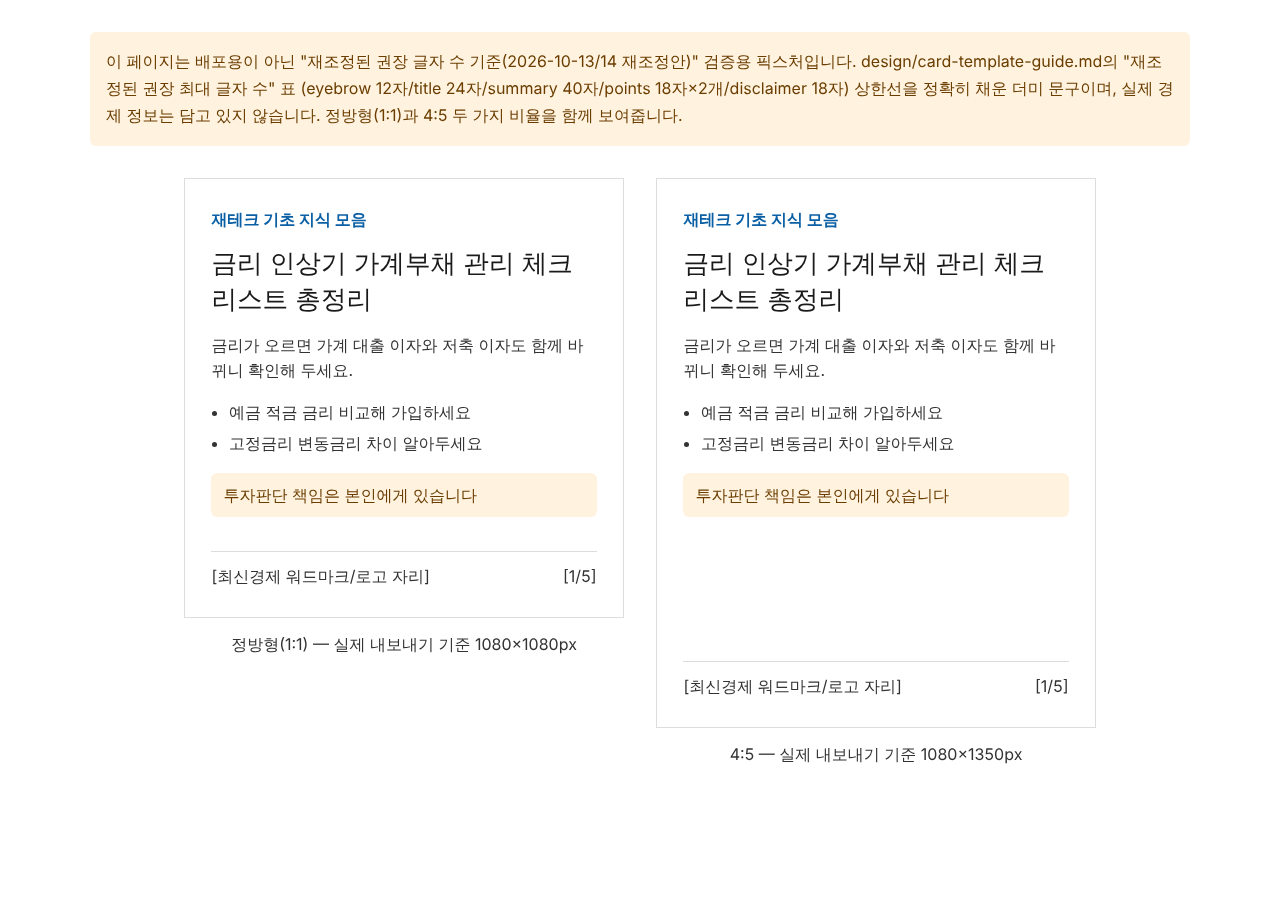 이 페이지는 배포용이 아닌 "재조정된 권장 글자 수 기준(2026-10-13/14 재조정안)" 검증용 픽스처입니다. design/card-template-guide.md의 "재조
정된 권장 최대 글자 수" 표 (eyebrow 12자/title 24자/summary 40자/points 18자×2개/disclaimer 18자) 상한선을 정확히 채운 더미 문구이며, 실제 경
제 정보는 담고 있지 않습니다. 정방형(1:1)과 4:5 두 가지 비율을 함께 보여줍니다.
재테크 기초 지식 모음
금리 인상기 가계부채 관리 체크
리스트 총정리
금리가 오르면 가계 대출 이자와 저축 이자도 함께 바
뀌니 확인해 두세요.
• 예금 적금 금리 비교해 가입하세요
• 고정금리 변동금리 차이 알아두세요
투자판단 책임은 본인에게 있습니다
[최신경제 워드마크/로고 자리] [1/5]
정방형(1:1) — 실제 내보내기 기준 1080×1080px
재테크 기초 지식 모음
금리 인상기 가계부채 관리 체크
리스트 총정리
금리가 오르면 가계 대출 이자와 저축 이자도 함께 바
뀌니 확인해 두세요.
• 예금 적금 금리 비교해 가입하세요
• 고정금리 변동금리 차이 알아두세요
투자판단 책임은 본인에게 있습니다
[최신경제 워드마크/로고 자리] [1/5]
4:5 — 실제 내보내기 기준 1080×1350px